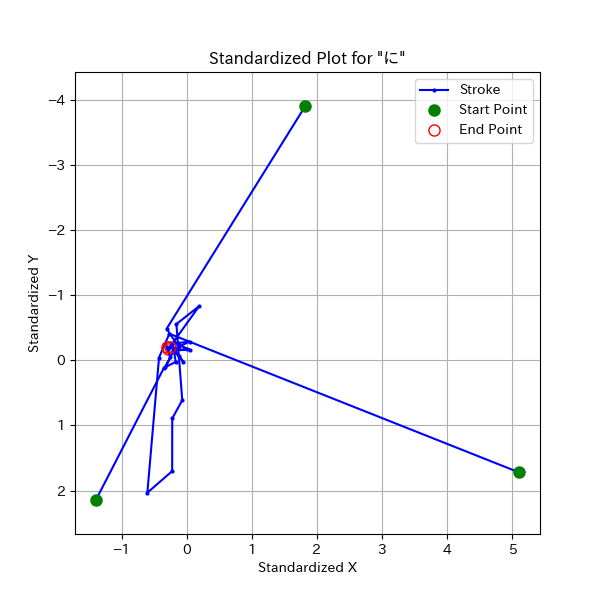 Standardized Plot for "に"
Stroke
Start Point
End Point
−4
−3
−2
−1
0
1
2
Standardized Y
−1 0 1 2 3 4 5
Standardized X